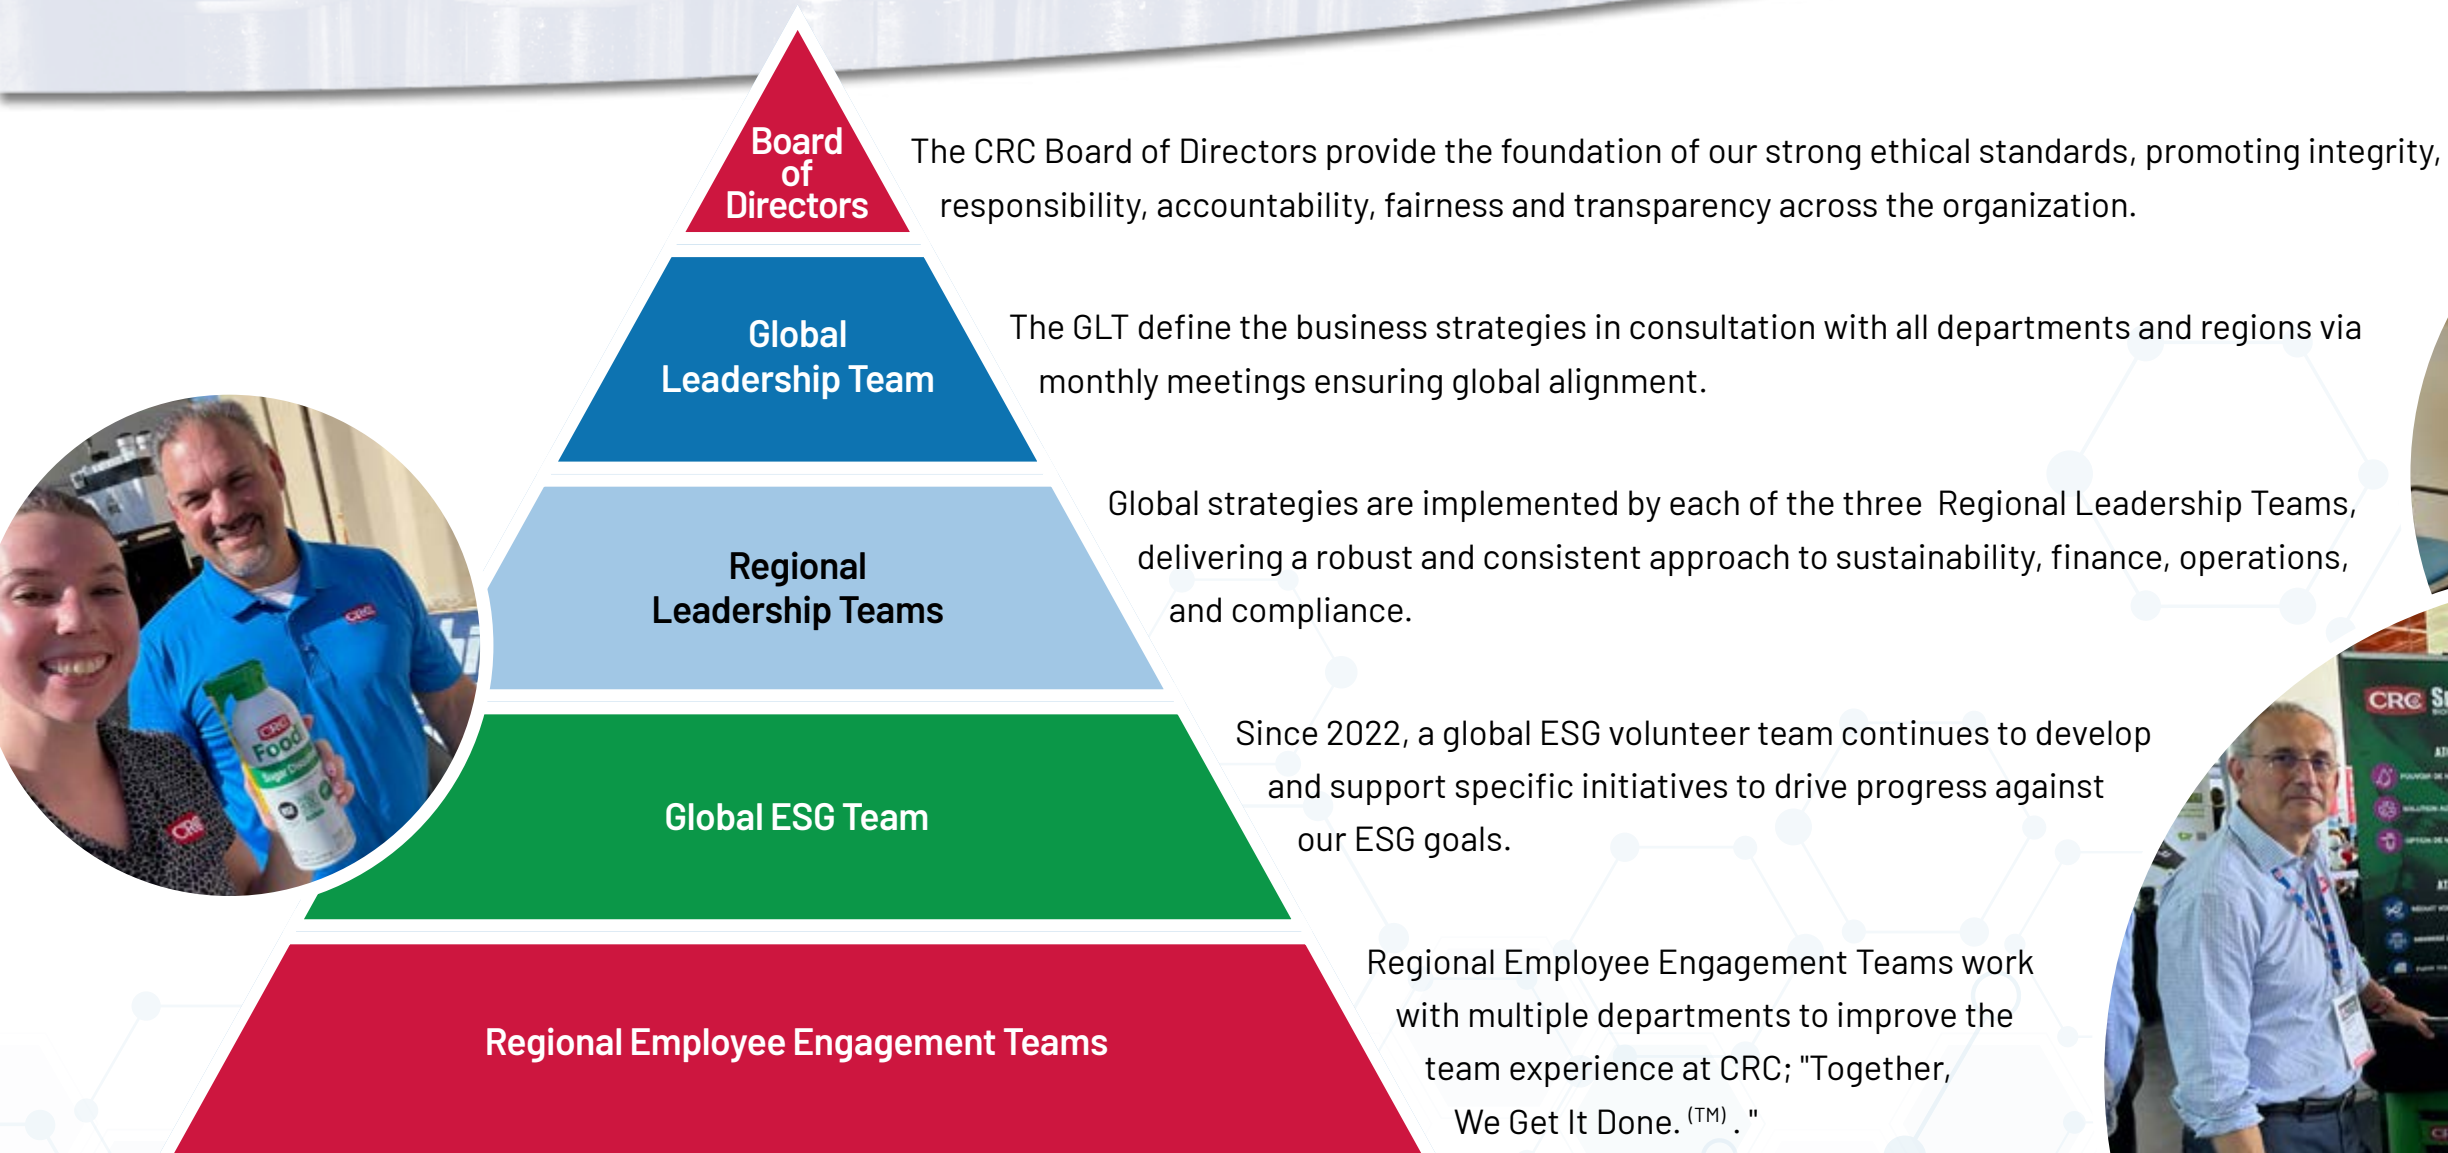 Board
of
Directors
The CRC Board of Directors provide the foundation of our strong ethical standards, promoting integrity,
responsibility, accountability, fairness and transparency across the organization.
Global
Leadership Team
The GLT define the business strategies in consultation with all departments and regions via
monthly meetings ensuring global alignment.
Regional
Leadership Teams
Global strategies are implemented by each of the three Regional Leadership Teams,
delivering a robust and consistent approach to sustainability, finance, operations,
and compliance.
Global ESG Team
Since 2022, a global ESG volunteer team continues to develop
and support specific initiatives to drive progress against
our ESG goals.
Regional Employee Engagement Teams
Regional Employee Engagement Teams work
with multiple departments to improve the
team experience at CRC; "Together,
We Get It Done. (TM) . "
CRC
CRC
Food
CRC
CRC